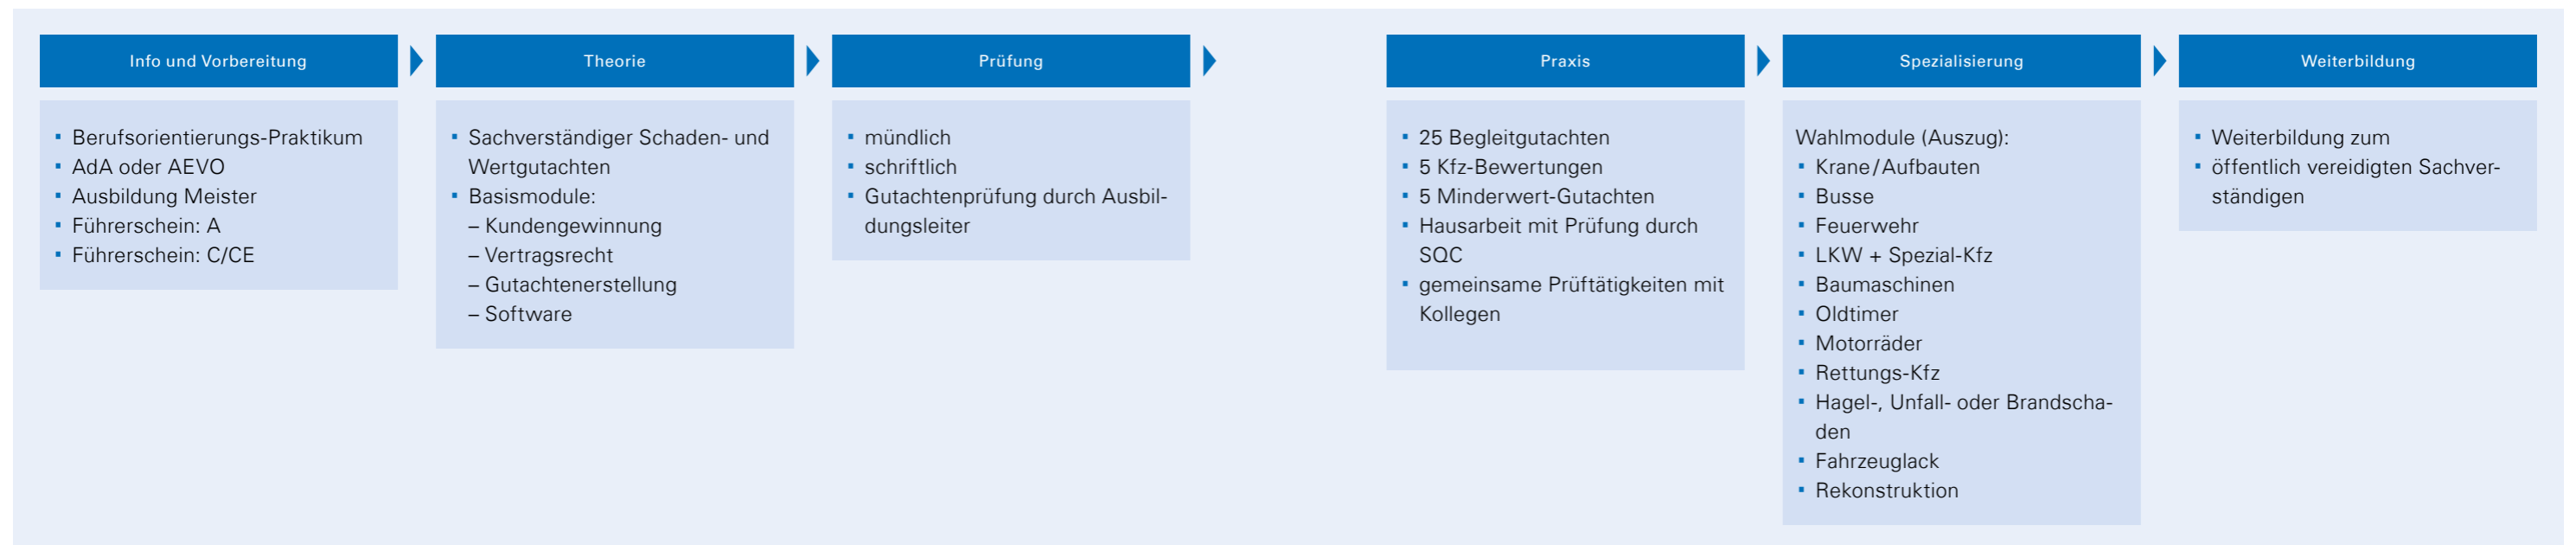 Info und Vorbereitung
▪ Berufsorientierungs-Praktikum
▪ AdA oder AEVO
▪ Ausbildung Meister
▪ Führerschein: A
▪ Führerschein: C/CE
Theorie
▪ Sachverständiger Schaden- und
Wertgutachten
▪ Basismodule:
– Kundengewinnung
– Vertragsrecht
– Gutachtenerstellung
– Software
Prüfung
▪ mündlich
▪ schriftlich
▪ Gutachtenprüfung durch Ausbil-
dungsleiter
Praxis
▪ 25 Begleitgutachten
▪ 5 Kfz-Bewertungen
▪ 5 Minderwert-Gutachten
▪ Hausarbeit mit Prüfung durch
SQC
▪ gemeinsame Prüftätigkeiten mit
Kollegen
Spezialisierung
Wahlmodule (Auszug):
▪ Krane/Aufbauten
▪ Busse
▪ Feuerwehr
▪ LKW + Spezial-Kfz
▪ Baumaschinen
▪ Oldtimer
▪ Motorräder
▪ Rettungs-Kfz
▪ Hagel-, Unfall- oder Brandscha-
den
▪ Fahrzeuglack
▪ Rekonstruktion
Weiterbildung
▪ Weiterbildung zum
▪ öffentlich vereidigten Sachver-
ständigen